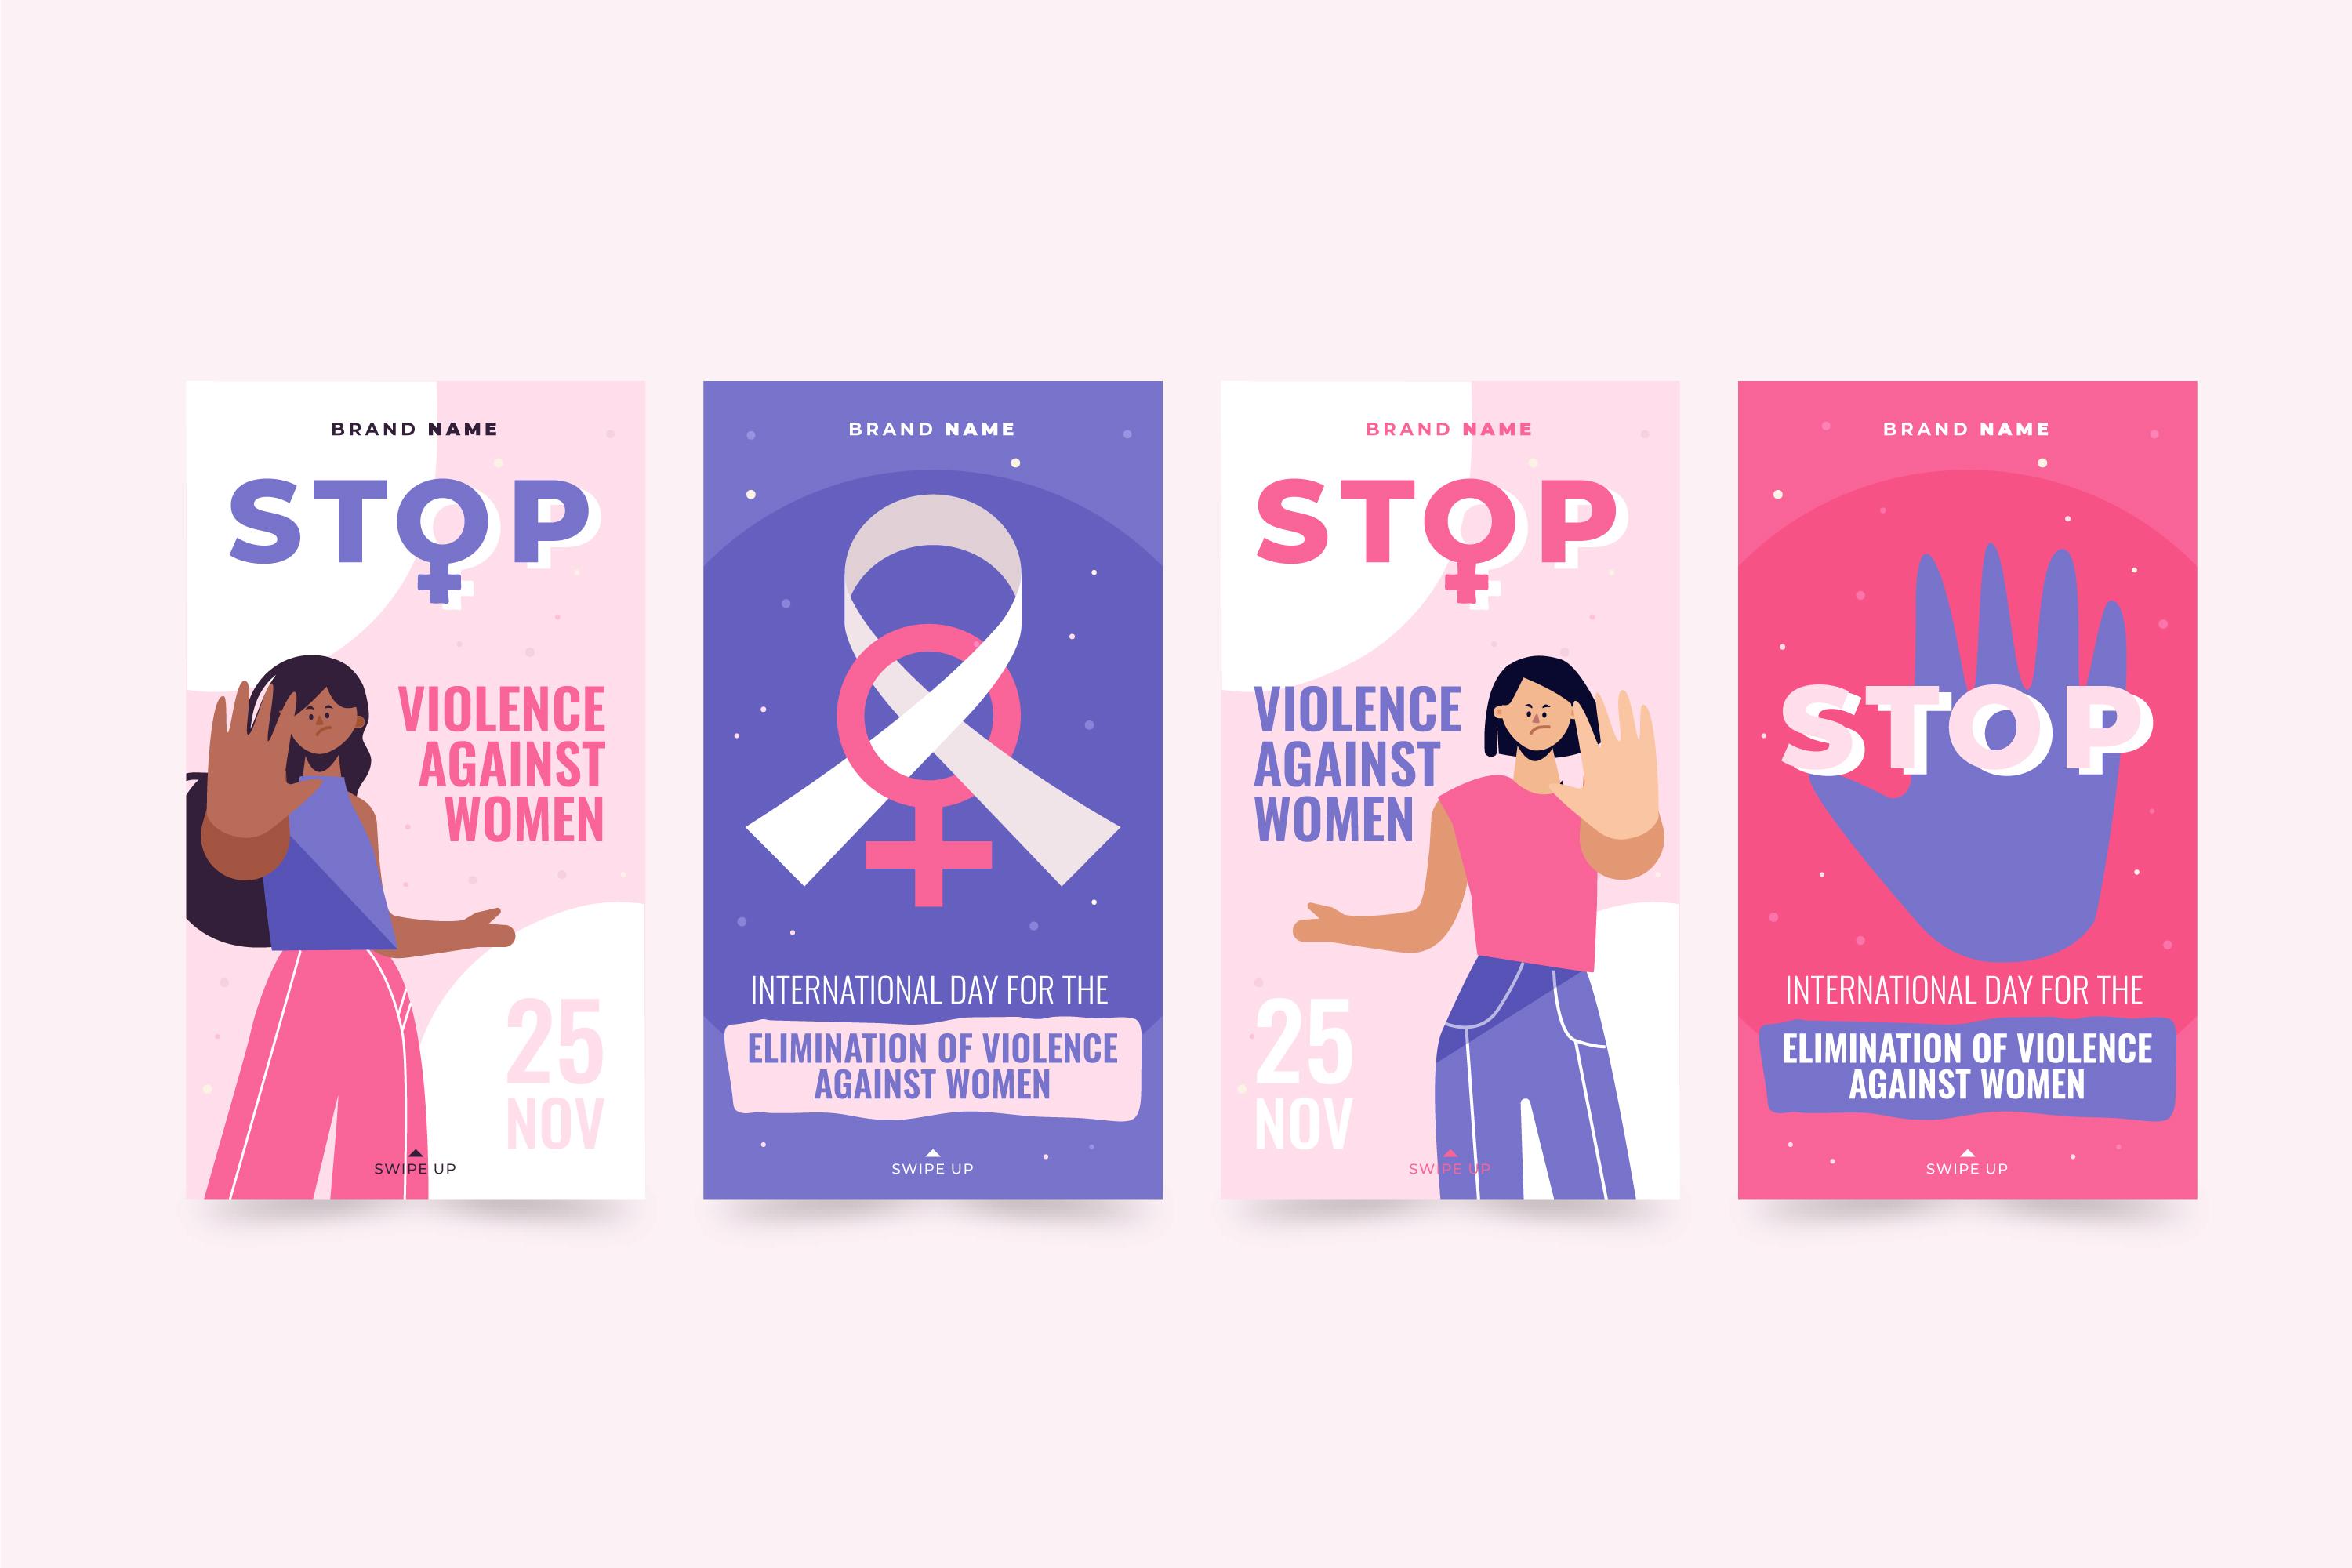 BRAND NAME
STOP
VIOLENCE
AGAINST
WOMEN
25
NOV
SWIPE UP
BRAND NAME
INTERNATIONAL DAY FOR THE
ELIMINATION OF VIOLENCE
AGAINST WOMEN
SWIPE UP
BRAND NAME
STOP
VIOLENCE
AGAINST
WOMEN
25
NOV
SWIPE UP
BRAND NAME
STOP
INTERNATIONAL DAY FOR THE
ELIMINATION OF VIOLENCE
AGAINST WOMEN
SWIPE UP